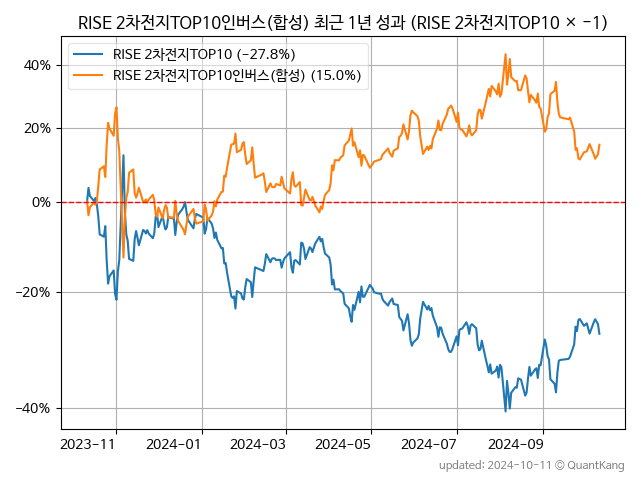 RISE 2차전지TOP10인버스(합성) 최근 1년 성과 (RISE 2차전지TOP10 × −1)
RISE 2차전지TOP10 (−27.8%)
RISE 2차전지TOP10인버스(합성) (15.0%)
40%
20%
0%
−20%
−40%
2023-11
2024-01
2024-03
2024-05
2024-07
2024-09
updated: 2024-10-11 © QuantKang